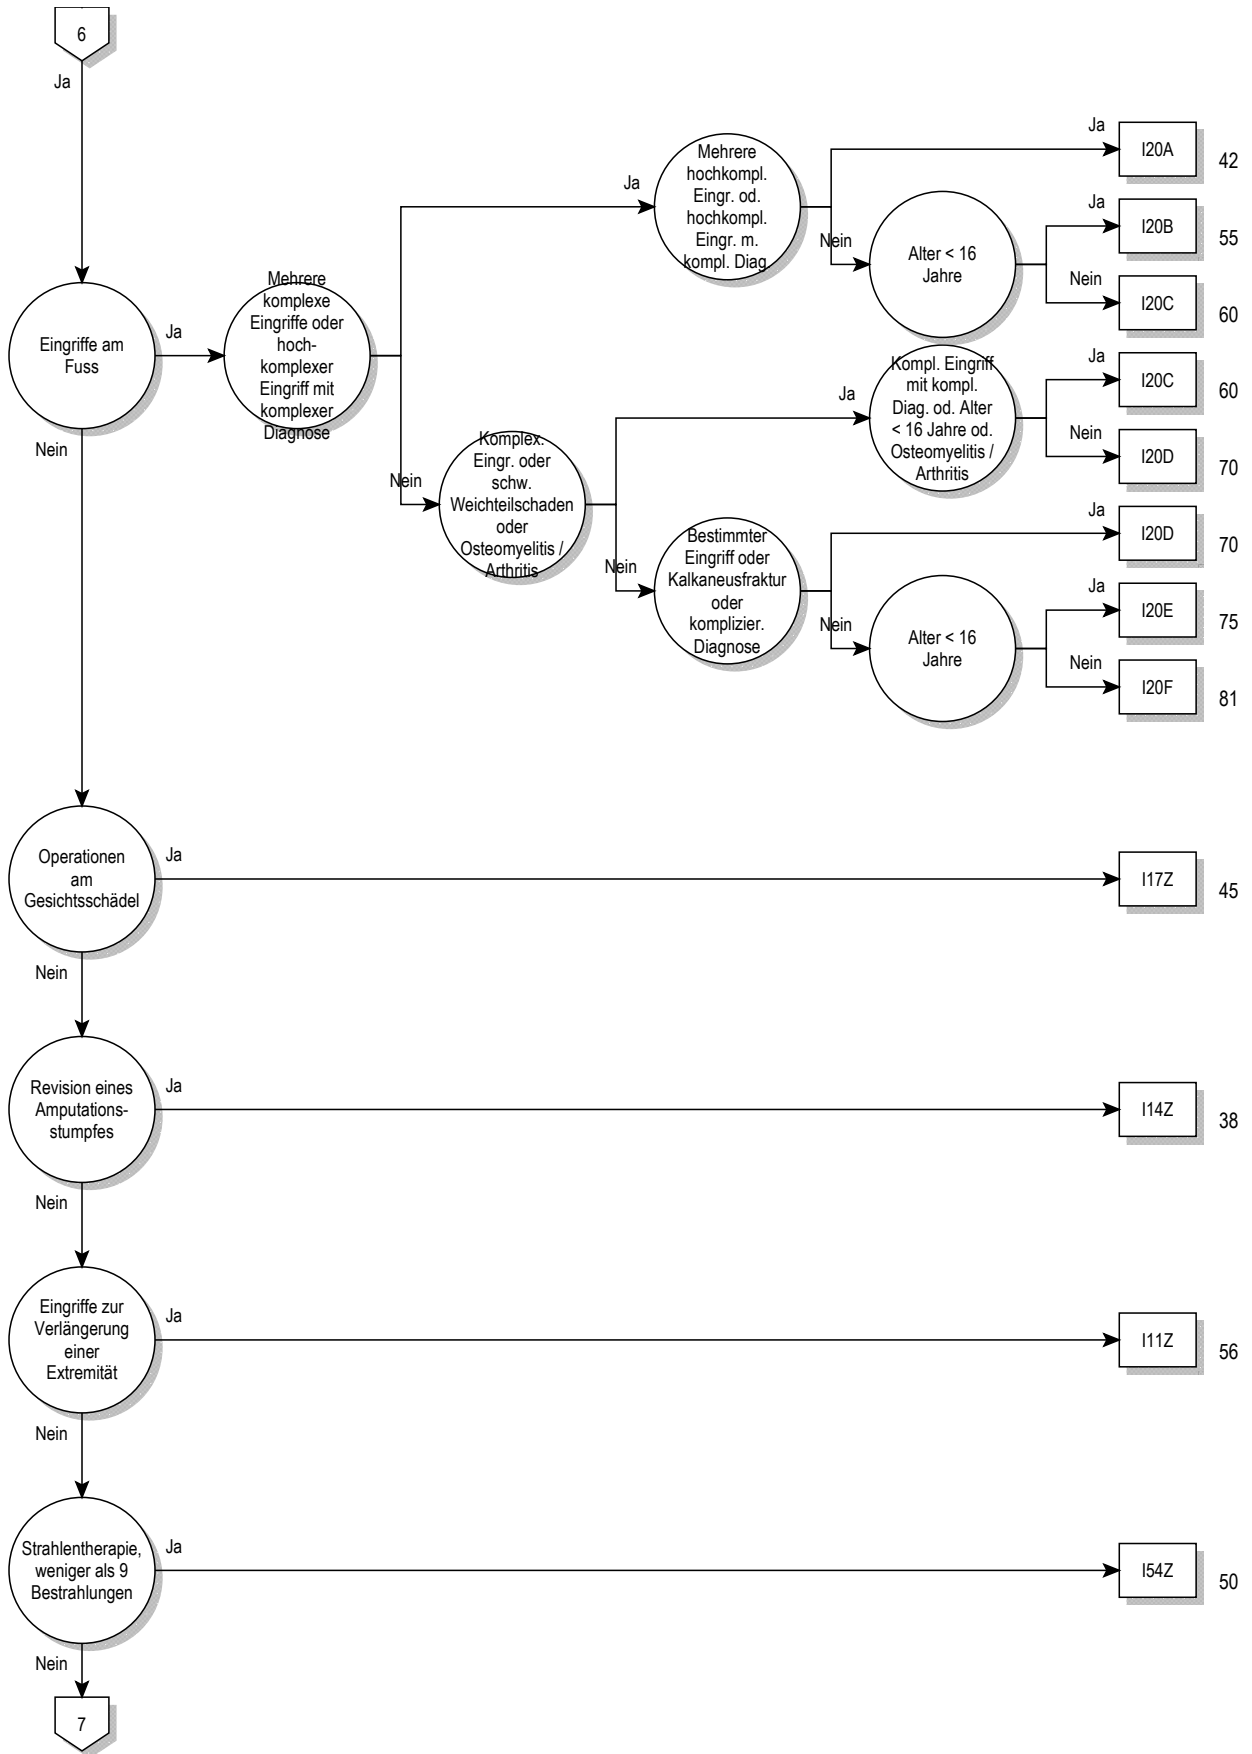 6
Ja
Ja
I20A
42
Mehrere
hochkompl.
Eingr. od.
hochkompl.
Eingr. m.
kompl. Diag.
Ja
Nein
Alter < 16
Jahre
Ja
I20B
55
Nein
I20C
60
Eingriffe am
Fuss
Ja
Mehrere
komplexe
Eingriffe oder
hoch-
komplexer
Eingriff mit
komplexer
Diagnose
Kompl. Eingriff
mit kompl.
Diag. od. Alter
< 16 Jahre od.
Osteomyelitis /
Arthritis
Ja
Ja
I20C
60
Nein
I20D
70
Nein
Nein
Komplex.
Eingr. oder
schw.
Weichteilschaden
oder
Osteomyelitis /
Arthritis
Nein
Bestimmter
Eingriff oder
Kalkaneusfraktur
oder
komplizier.
Diagnose
Ja
I20D
70
Nein
Alter < 16
Jahre
Ja
I20E
75
Nein
I20F
81
Operationen
am
Gesichtsschädel
Ja
I17Z
45
Nein
Revision eines
Amputations-
stumpfes
Ja
I14Z
38
Nein
Eingriffe zur
Verlängerung
einer
Extremität
Ja
I11Z
56
Nein
Strahlentherapie,
weniger als 9
Bestrahlungen
Ja
I54Z
50
Nein
7